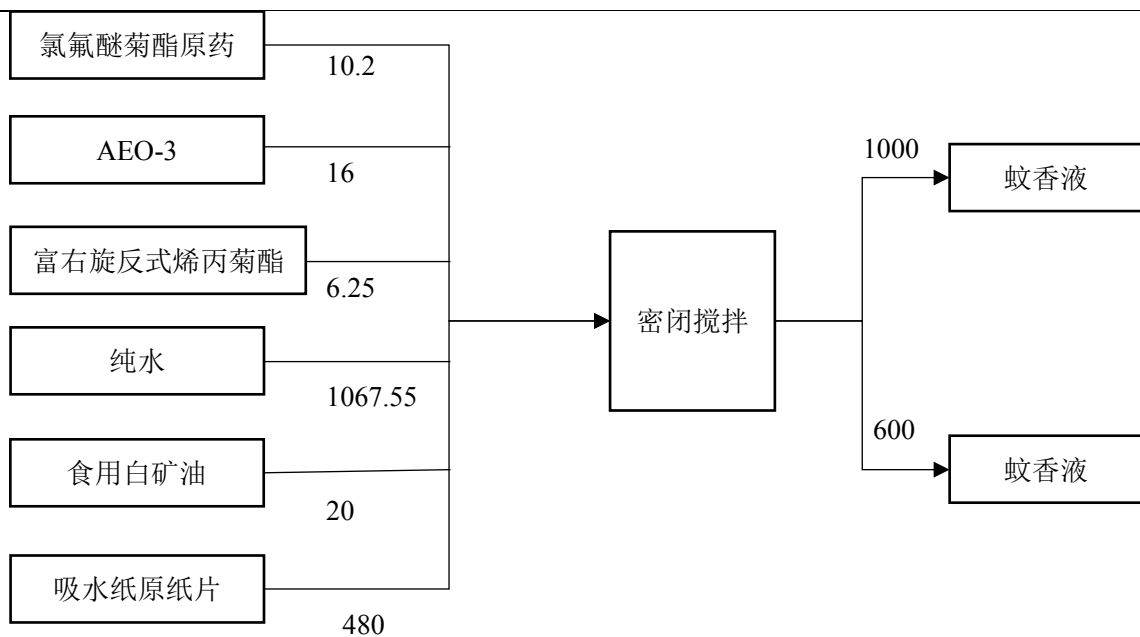 氯氟醚菊酯原药
10.2
AEO-3
16
富右旋反式烯丙菊酯
6.25
纯水
1067.55
食用白矿油
20
吸水纸原纸片
480
密闭搅拌
1000
蚊香液
600
蚊香液